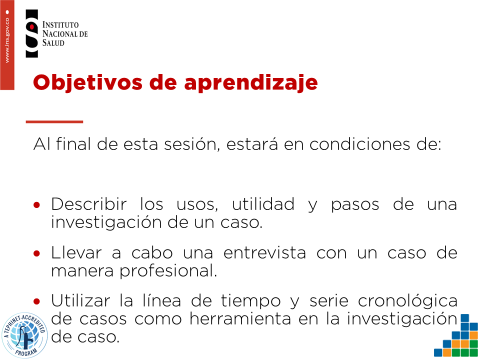 www.ins.gov.co
INSTITUTO
NACIONAL DE
SALUD
Objetivos de aprendizaje
Al final de esta sesión, estará en condiciones de:
• Describir los usos, utilidad y pasos de una
investigación de un caso.
• Llevar a cabo una entrevista con un caso de
manera profesional.
• Utilizar la línea de tiempo y serie cronológica
de casos como herramienta en la investigación
de caso.
A TEPHINET ACCREDITED
PROGRAM